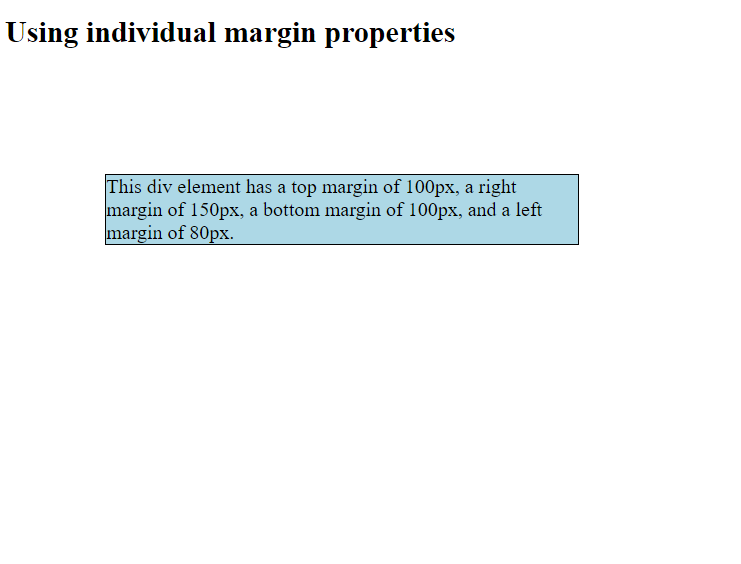 Using individual margin properties
This div element has a top margin of 100px, a right
margin of 150px, a bottom margin of 100px, and a left
margin of 80px.